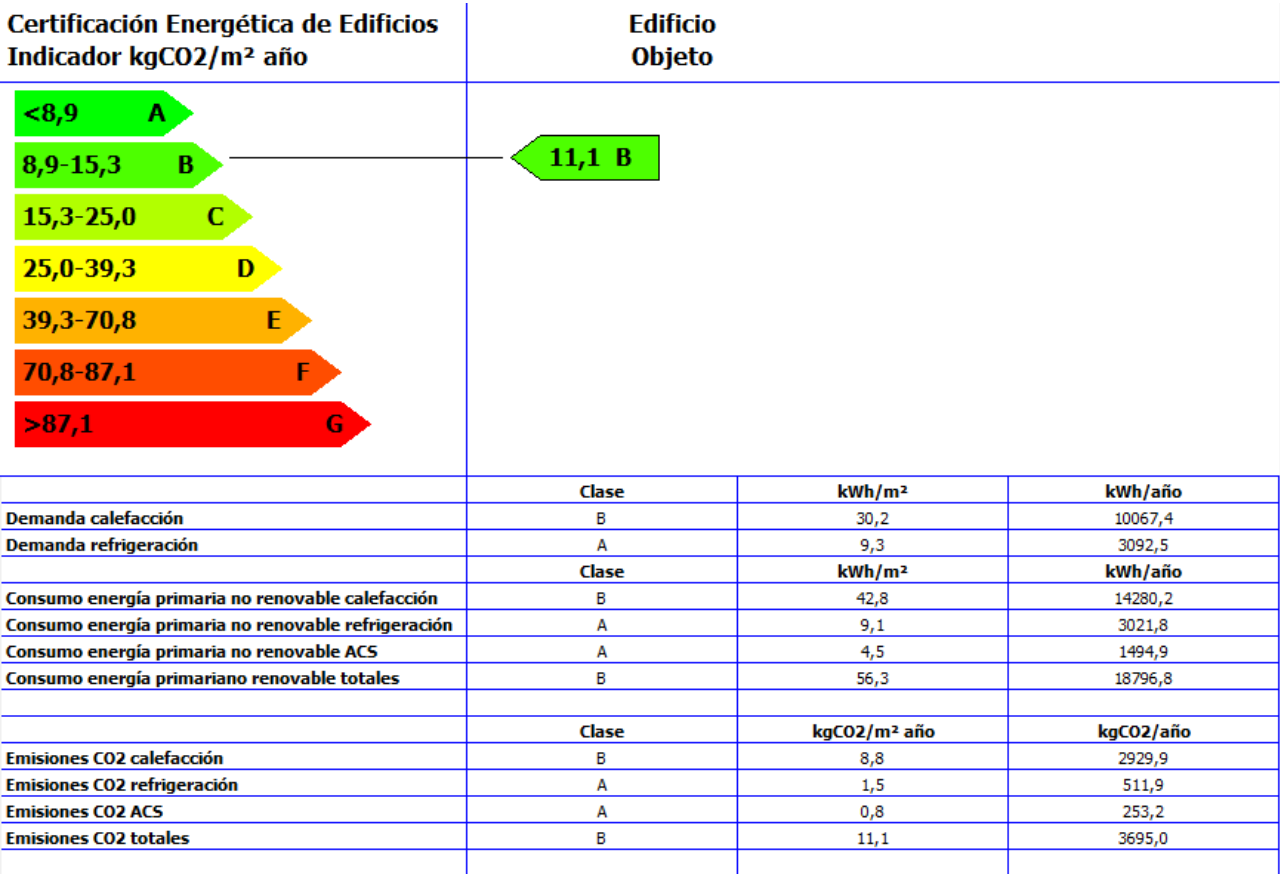 Certificación Energética de Edificios
Indicador kgCO2/m² año
Edificio
Objeto
<8,9 A
8,9-15,3 B
11,1 B
15,3-25,0 C
25,0-39,3 D
39,3-70,8 E
70,8-87,1 F
>87,1 G
Clase kWh/m² kWh/año
Demanda calefacción B 30,2 10067,4
Demanda refrigeración A 9,3 3092,5
Clase kWh/m² kWh/año
Consumo energía primaria no renovable calefacción B 42,8 14280,2
Consumo energía primaria no renovable refrigeración A 9,1 3021,8
Consumo energía primaria no renovable ACS A 4,5 1494,9
Consumo energía primariano renovable totales B 56,3 18796,8
Clase kgCO2/m² año kgCO2/año
Emisiones CO2 calefacción B 8,8 2929,9
Emisiones CO2 refrigeración A 1,5 511,9
Emisiones CO2 ACS A 0,8 253,2
Emisiones CO2 totales B 11,1 3695,0